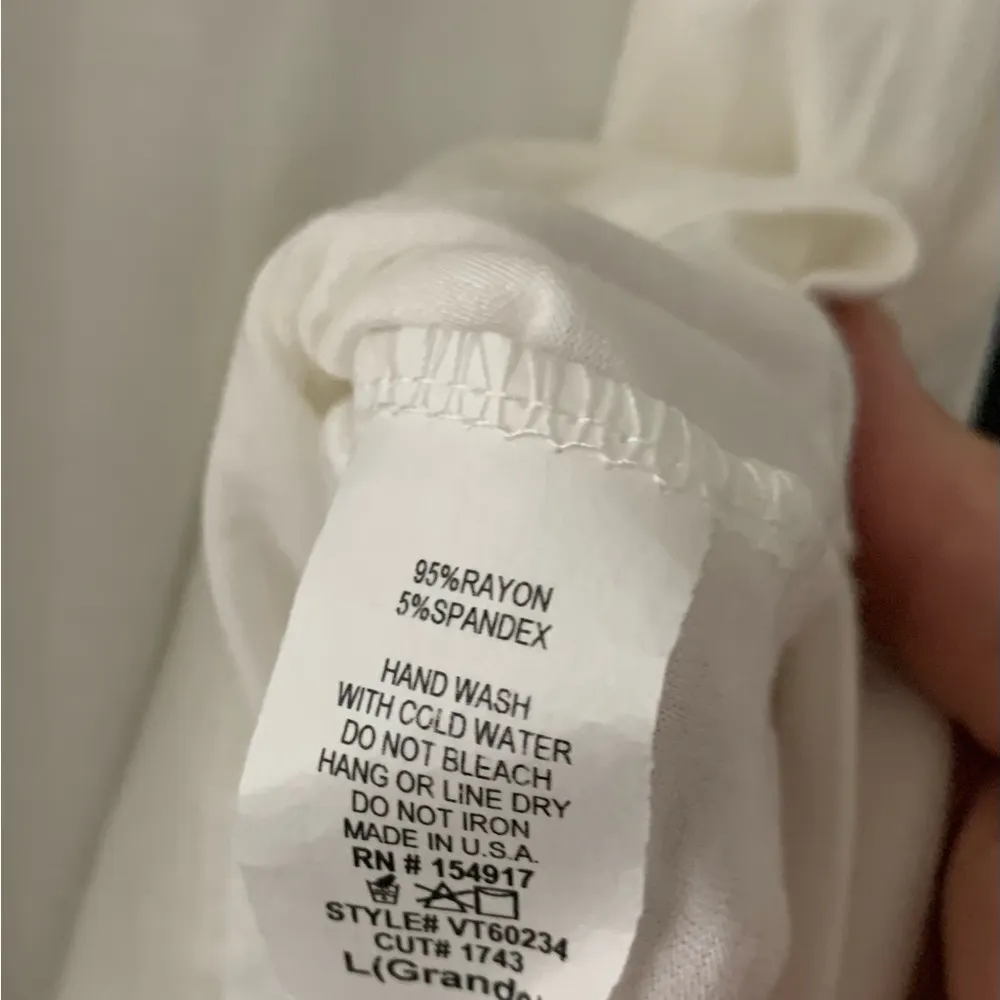 95%RAYON
5%SPANDEX
HAND WASH
WITH COLD WATER
DO NOT BLEACH
HANG OR LINE DRY
DO NOT IRON
MADE IN U.S.A.
RN # 154917
STYLE# VT60234
CUT# 1743
L(Grand